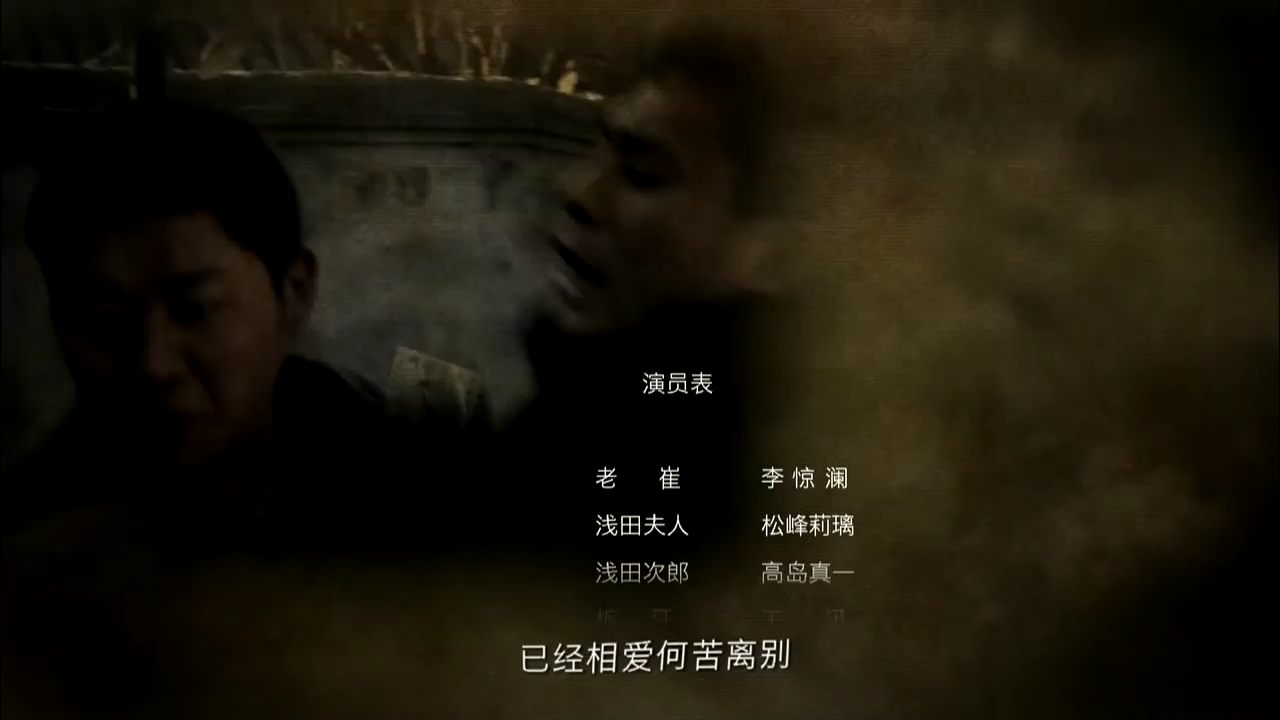 演员表
老 崔 李惊澜
浅田夫人 松峰莉璃
浅田次郎 高岛真一
已经相爱何苦离别